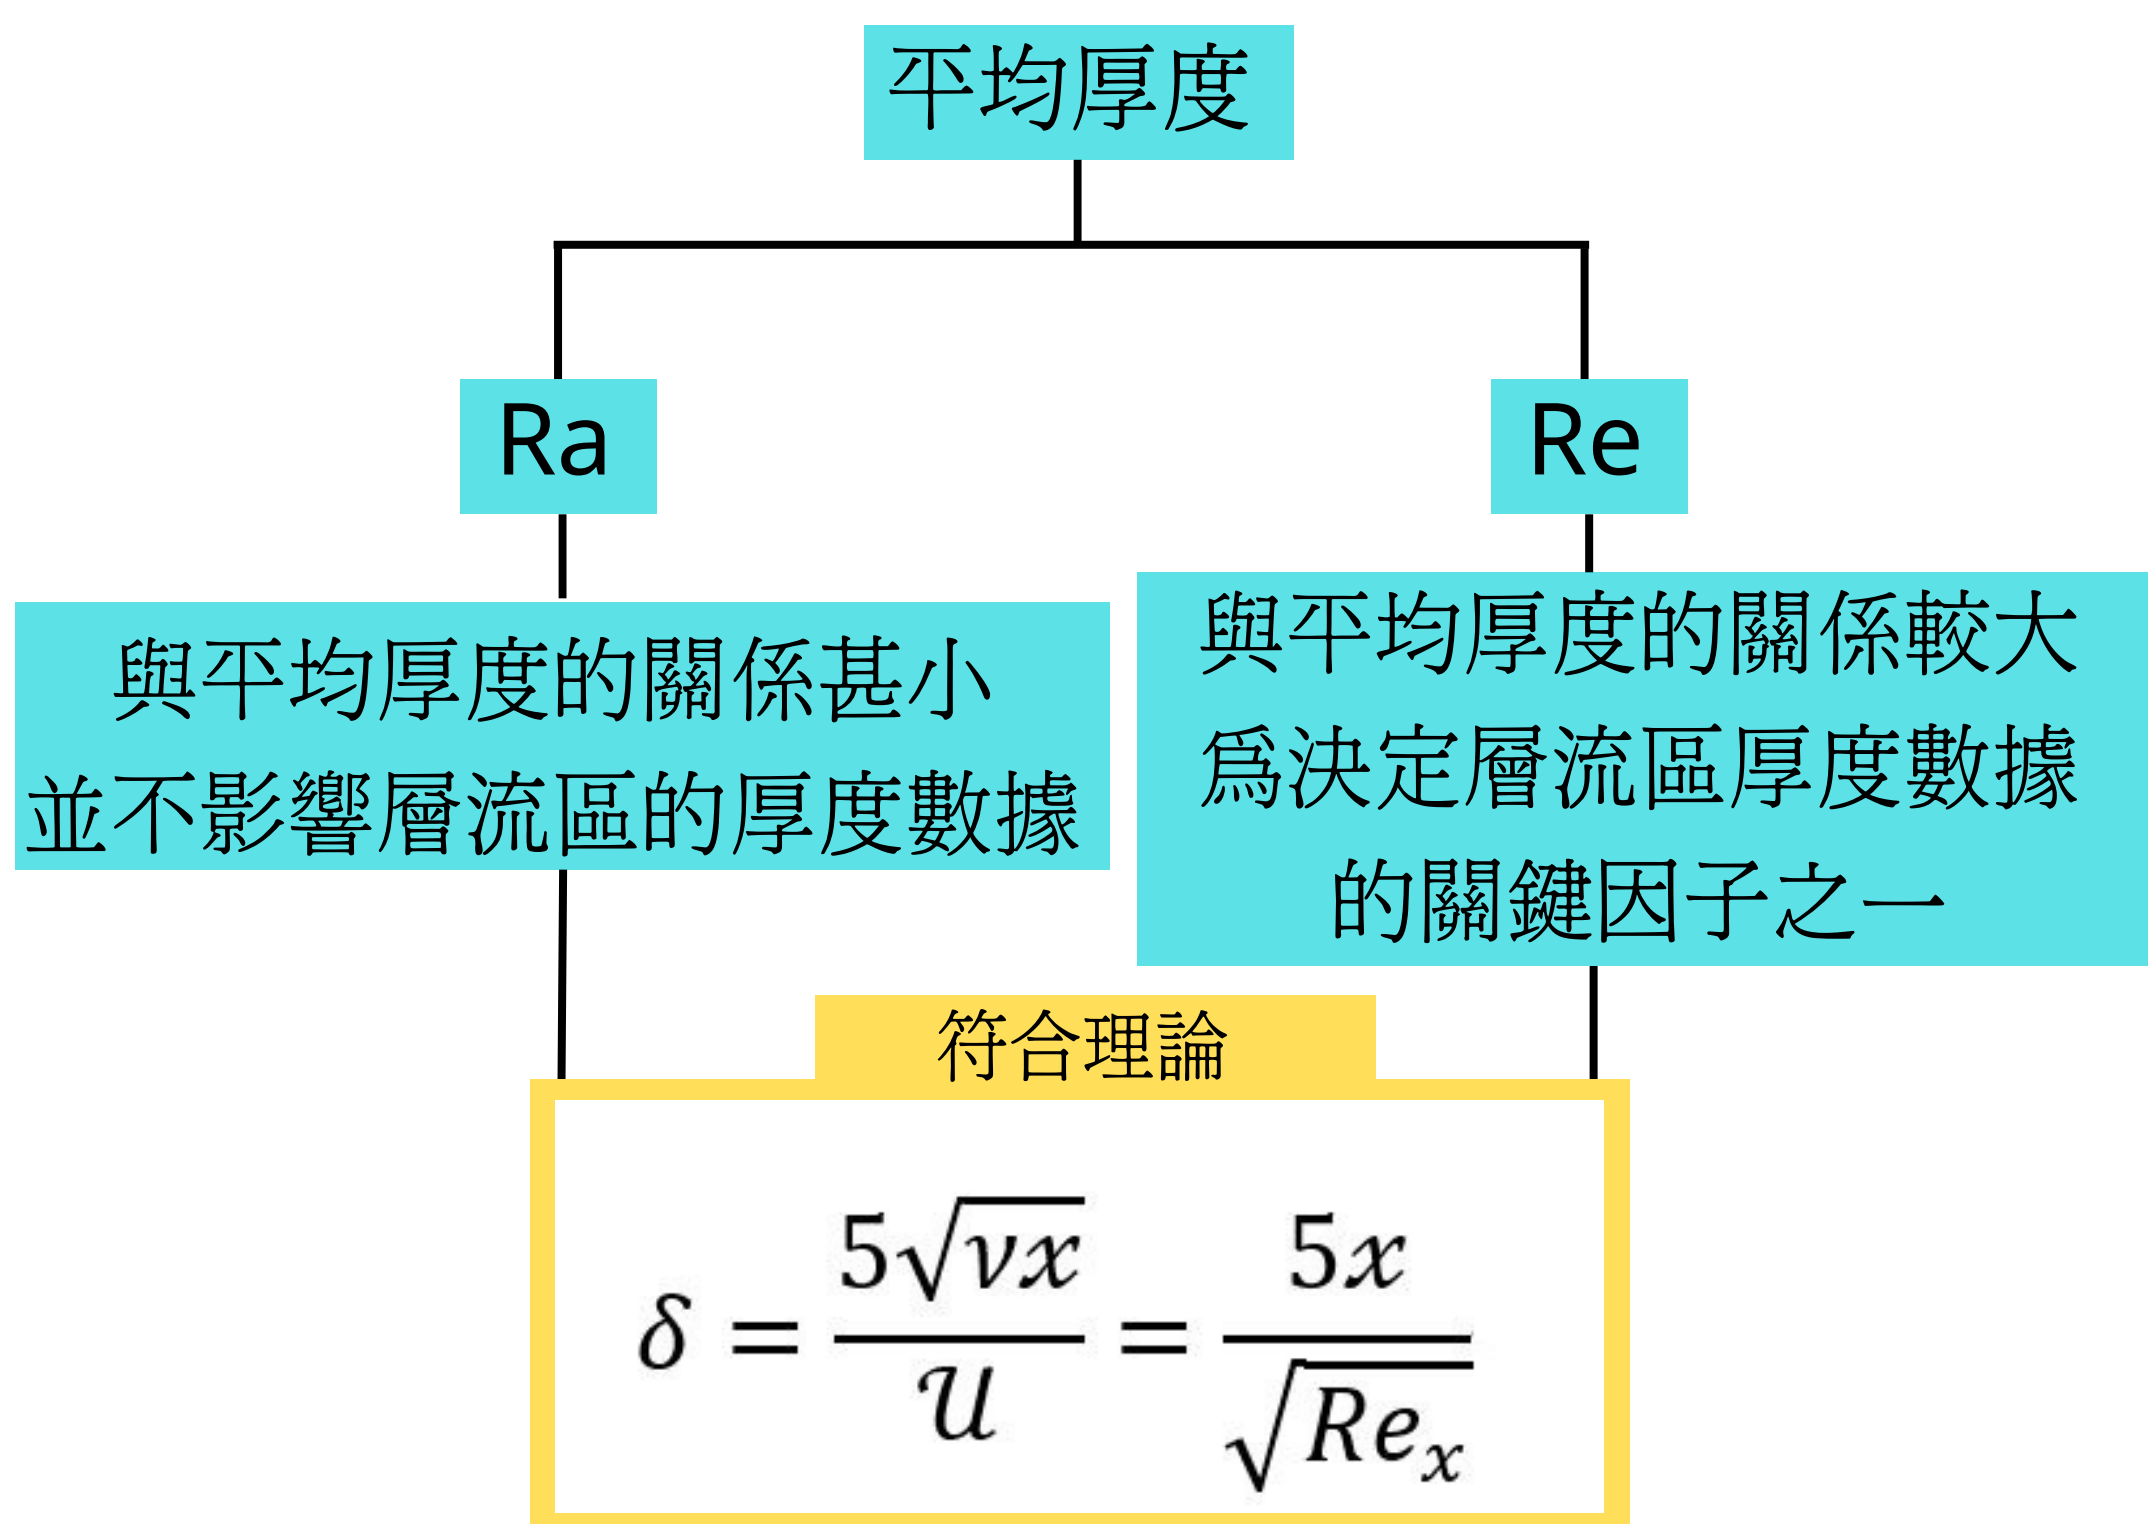 平均厚度
Ra
Re
與平均厚度的關係甚小
並不影響層流區的厚度數據
與平均厚度的關係較大
為決定層流區厚度數據
的關鍵因子之一
符合理論
δ = 5√νx / 𝒰 = 5x / √Reₓ